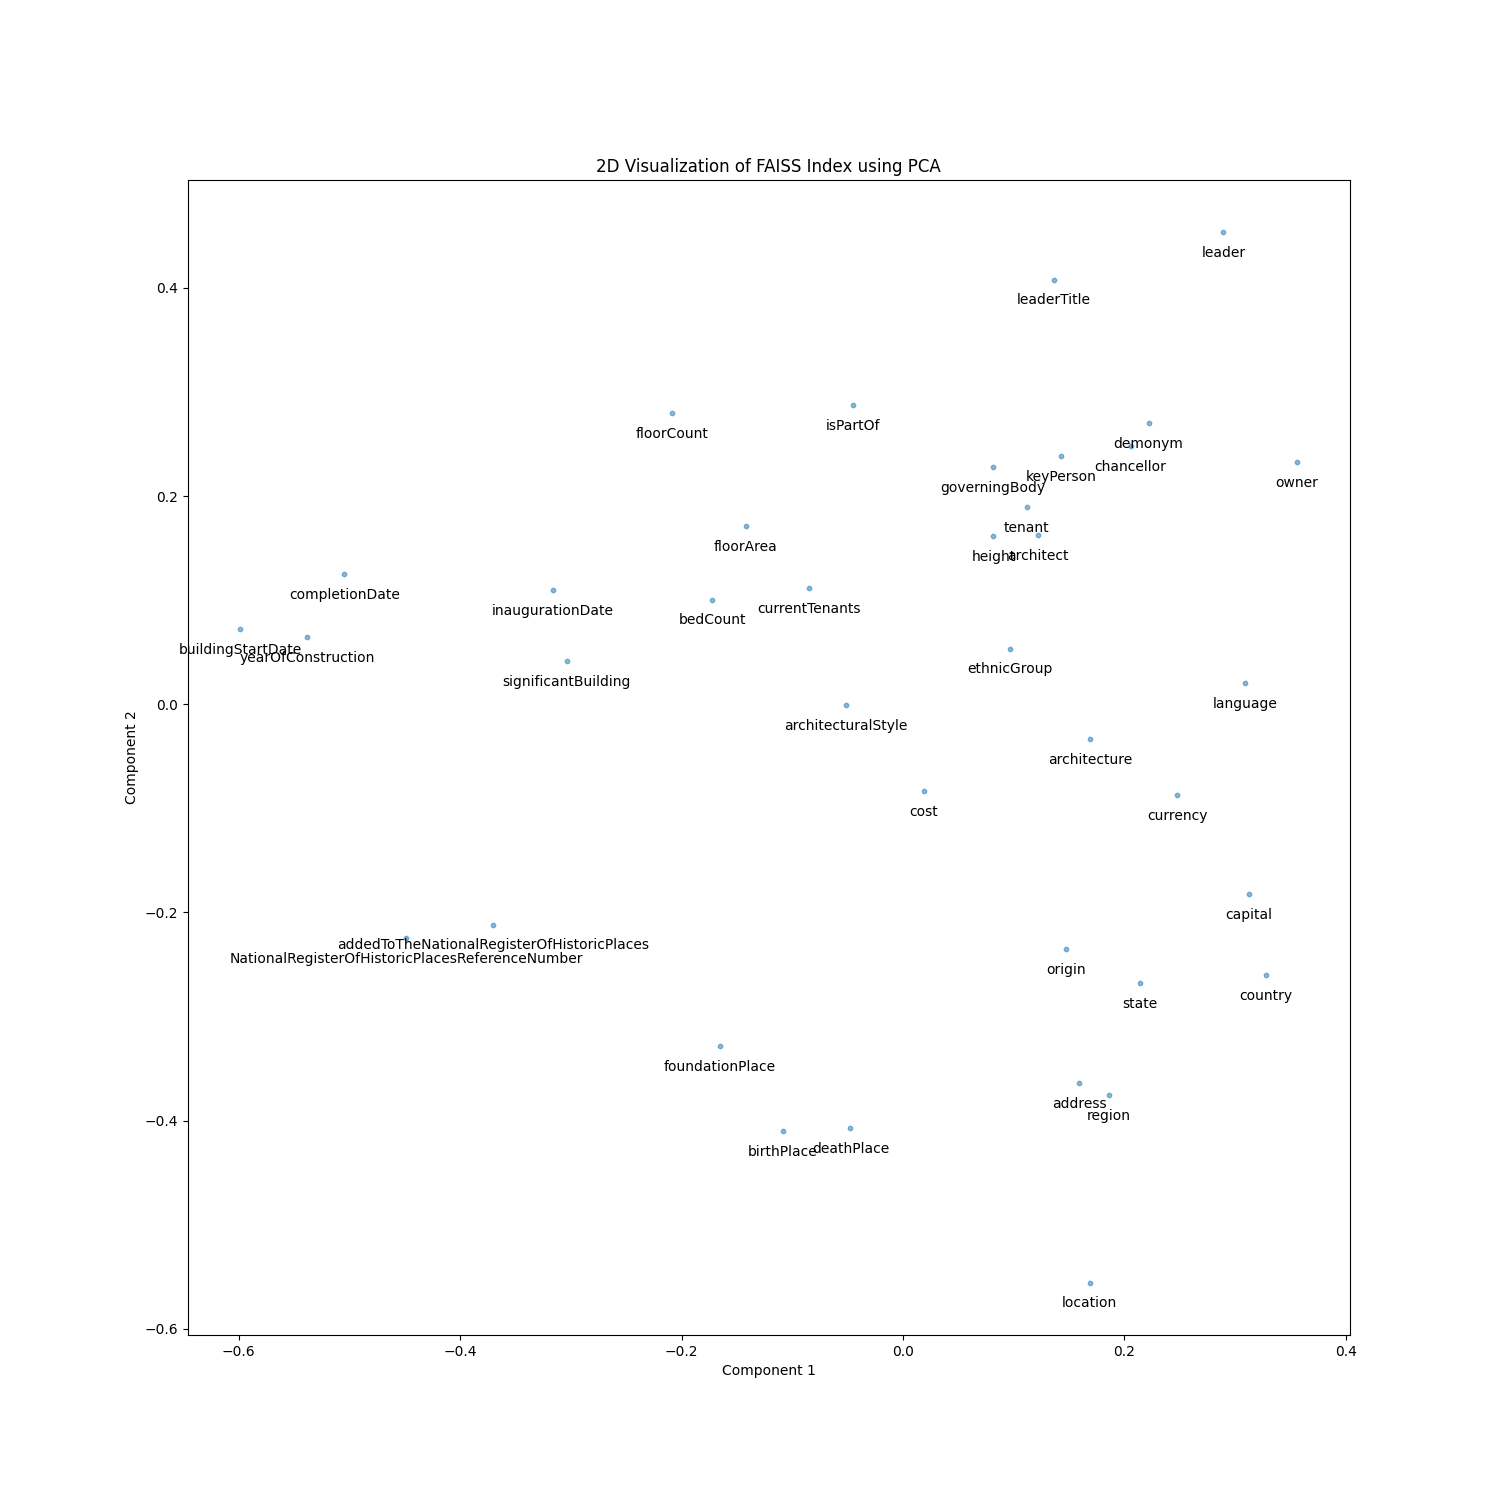 2D Visualization of FAISS Index using PCA
leader
0.4
leaderTitle
isPartOf
floorCount
demonym
chancellor
keyPerson
owner
governingBody
0.2
tenant
floorArea
height
architect
completionDate
inaugurationDate
currentTenants
bedCount
buildingStartDate
yearOfConstruction
ethnicGroup
significantBuilding
0.0
language
architecturalStyle
architecture
Component 2
cost
currency
−0.2
capital
addedToTheNationalRegisterOfHistoricPlaces
NationalRegisterOfHistoricPlacesReferenceNumber
origin
country
state
foundationPlace
address
region
−0.4
birthPlace
deathPlace
location
−0.6
−0.6
−0.4
−0.2
0.0
0.2
0.4
Component 1